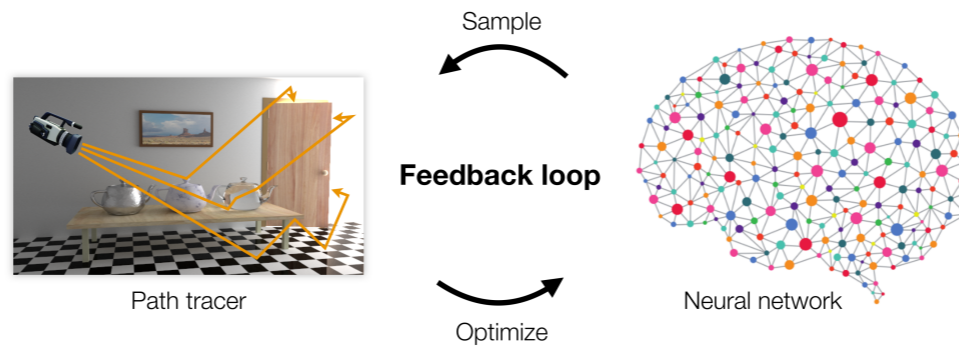 Sample
Feedback loop
Path tracer
Neural network
Optimize